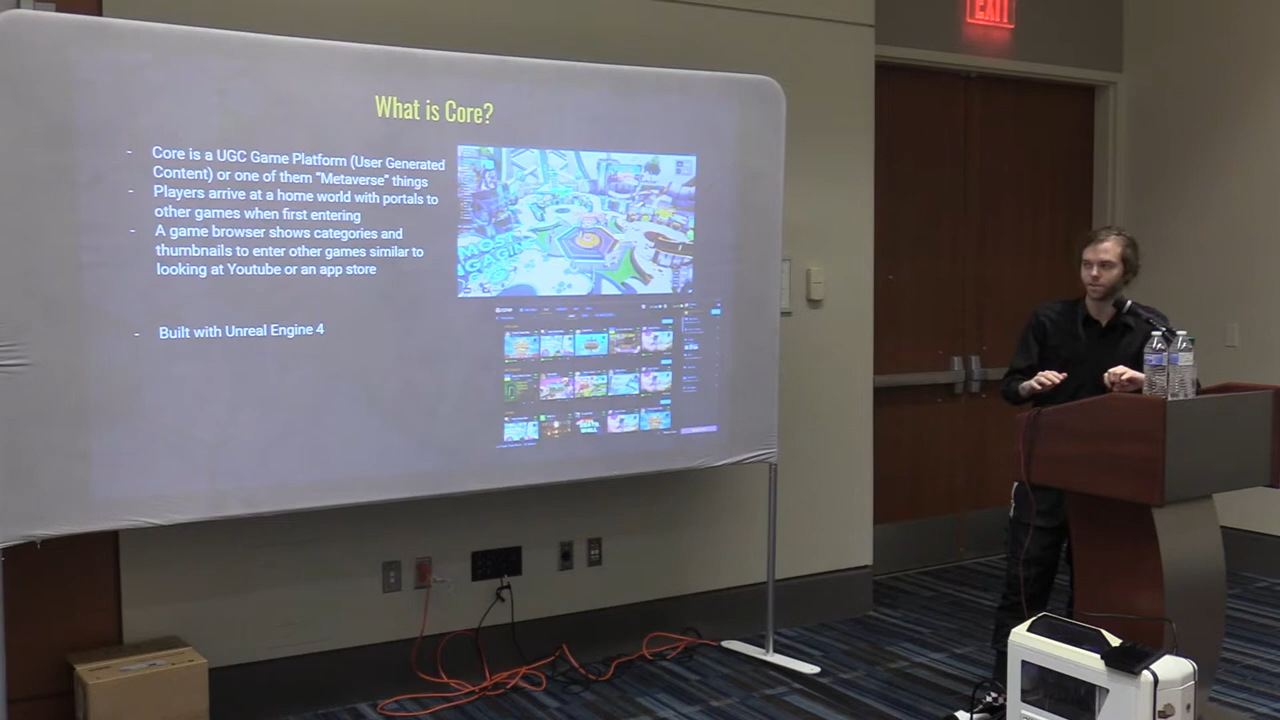 EXIT
What is Core?
- Core is a UGC Game Platform (User Generated
Content) or one of them "Metaverse" things
- Players arrive at a home world with portals to
other games when first entering
- A game browser shows categories and
thumbnails to enter other games similar to
looking at Youtube or an app store
- Built with Unreal Engine 4
MOST
ENGAGING